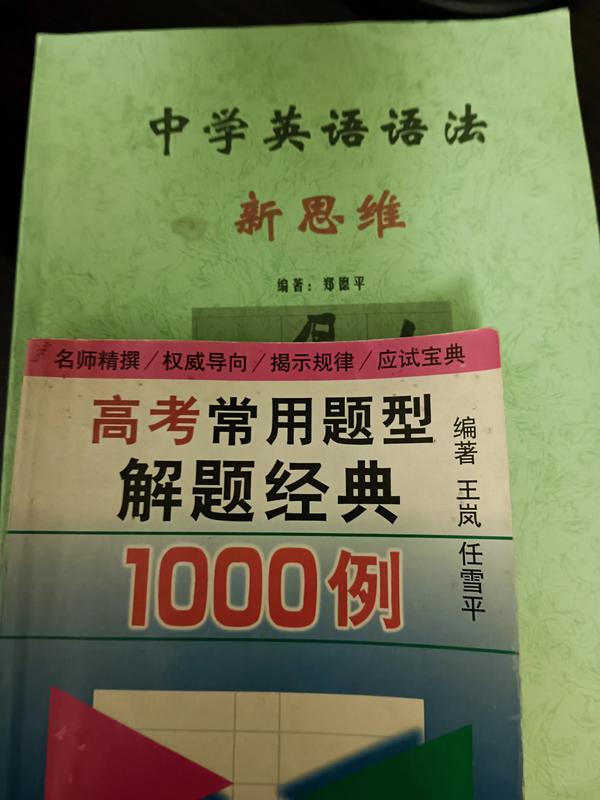 中学英语语法
新思维
编著：郑德平
名师精撰/权威导向/揭示规律/应试宝典
高考常用题型
解题经典
1000例
编著 王岚 任雪平